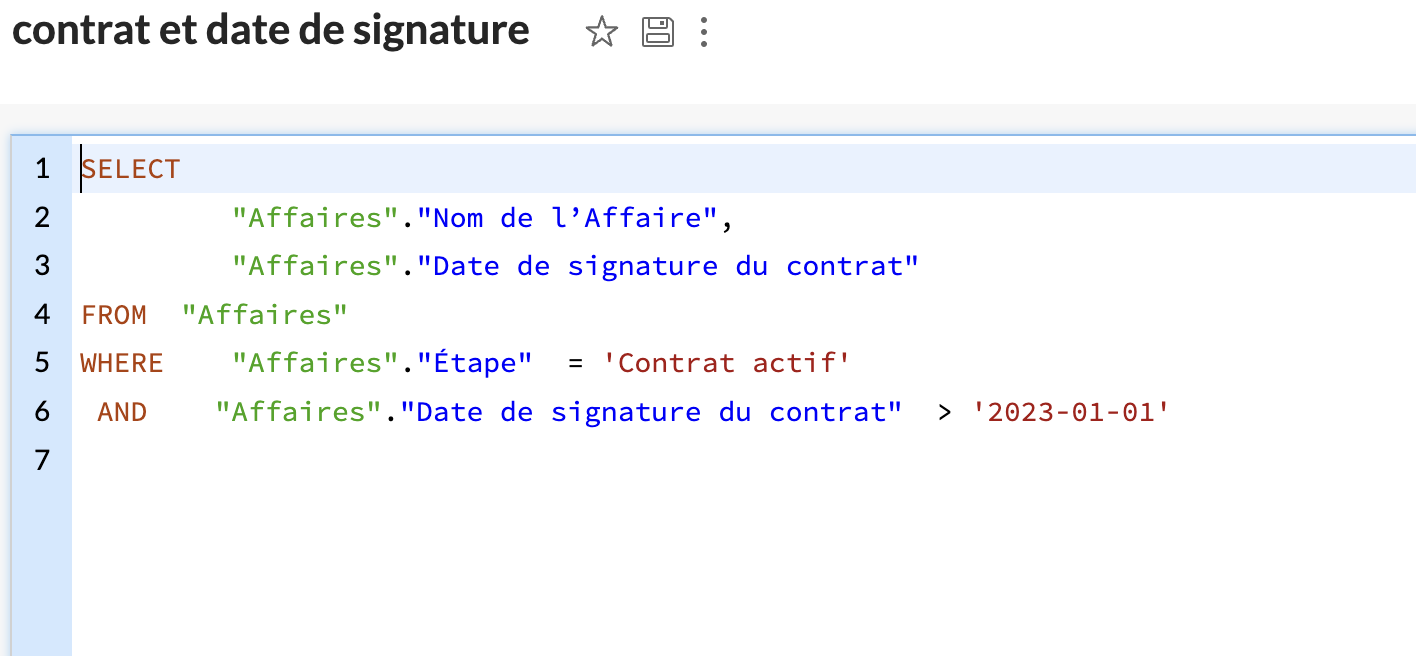 contrat et date de signature
1 SELECT
2 "Affaires"."Nom de l’Affaire",
3 "Affaires"."Date de signature du contrat"
4 FROM "Affaires"
5 WHERE "Affaires"."Étape" = 'Contrat actif'
6 AND "Affaires"."Date de signature du contrat" > '2023-01-01'
7